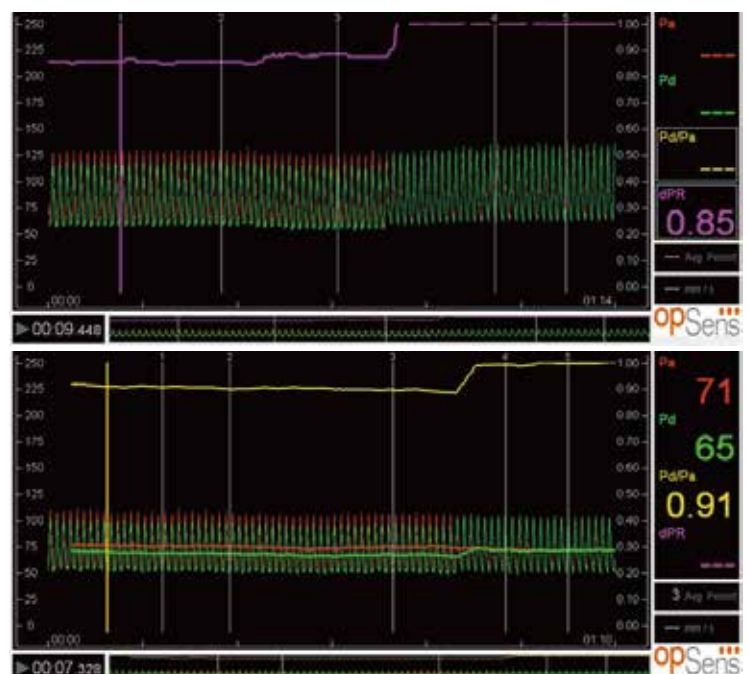 250 1 2 3 4 5 1.00 Pa
225 0.90 ---
200 0.80 Pd
175 0.70 ---
150 0.60 Pd/Pa
125 0.50 ---
100 0.40 dPR
75 0.30 0.85
50 0.20
25 0.10 Avg Period
0 0.00
00:00 01:14
00:09.448 opSens
250 1 2 3 4 5 1.00 Pa
225 0.90 71
200 0.80 Pd
175 0.70 65
150 0.60 Pd/Pa
125 0.50 0.91
100 0.40 dPR
75 0.30 ---
50 0.20
25 0.10 3 Avg Period
0 0.00
00:00 01:10
00:07.328 opSens